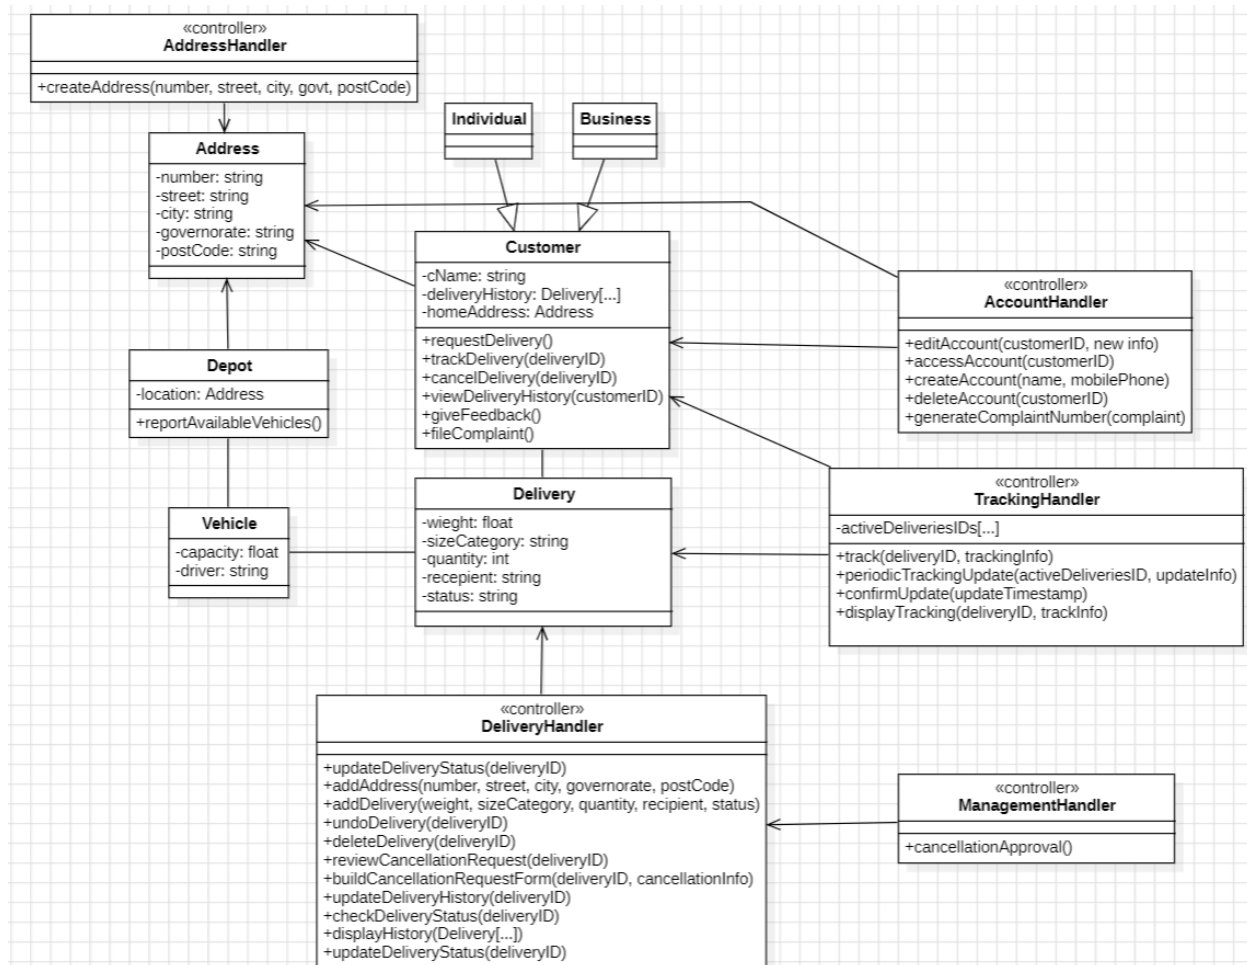 «controller»
AddressHandler
+createAddress(number, street, city, govt, postCode)
Address
-number: string
-street: string
-city: string
-governorate: string
-postCode: string
Individual
Business
Customer
-cName: string
-deliveryHistory: Delivery[...]
-homeAddress: Address
+requestDelivery()
+trackDelivery(deliveryID)
+cancelDelivery(deliveryID)
+viewDeliveryHistory(customerID)
+giveFeedback()
+fileComplaint()
«controller»
AccountHandler
+editAccount(customerID, new info)
+accessAccount(customerID)
+createAccount(name, mobilePhone)
+deleteAccount(customerID)
+generateComplaintNumber(complaint)
Depot
-location: Address
+reportAvailableVehicles()
Vehicle
-capacity: float
-driver: string
Delivery
-wieght: float
-sizeCategory: string
-quantity: int
-recepient: string
-status: string
«controller»
TrackingHandler
-activeDeliveriesIDs[...]
+track(deliveryID, trackingInfo)
+periodicTrackingUpdate(activeDeliveriesID, updateInfo)
+confirmUpdate(updateTimestamp)
+displayTracking(deliveryID, trackInfo)
«controller»
DeliveryHandler
+updateDeliveryStatus(deliveryID)
+addAddress(number, street, city, governorate, postCode)
+addDelivery(weight, sizeCategory, quantity, recipient, status)
+undoDelivery(deliveryID)
+deleteDelivery(deliveryID)
+reviewCancellationRequest(deliveryID)
+buildCancellationRequestForm(deliveryID, cancellationInfo)
+updateDeliveryHistory(deliveryID)
+checkDeliveryStatus(deliveryID)
+displayHistory(Delivery[...])
+updateDeliveryStatus(deliveryID)
«controller»
ManagementHandler
+cancellationApproval()